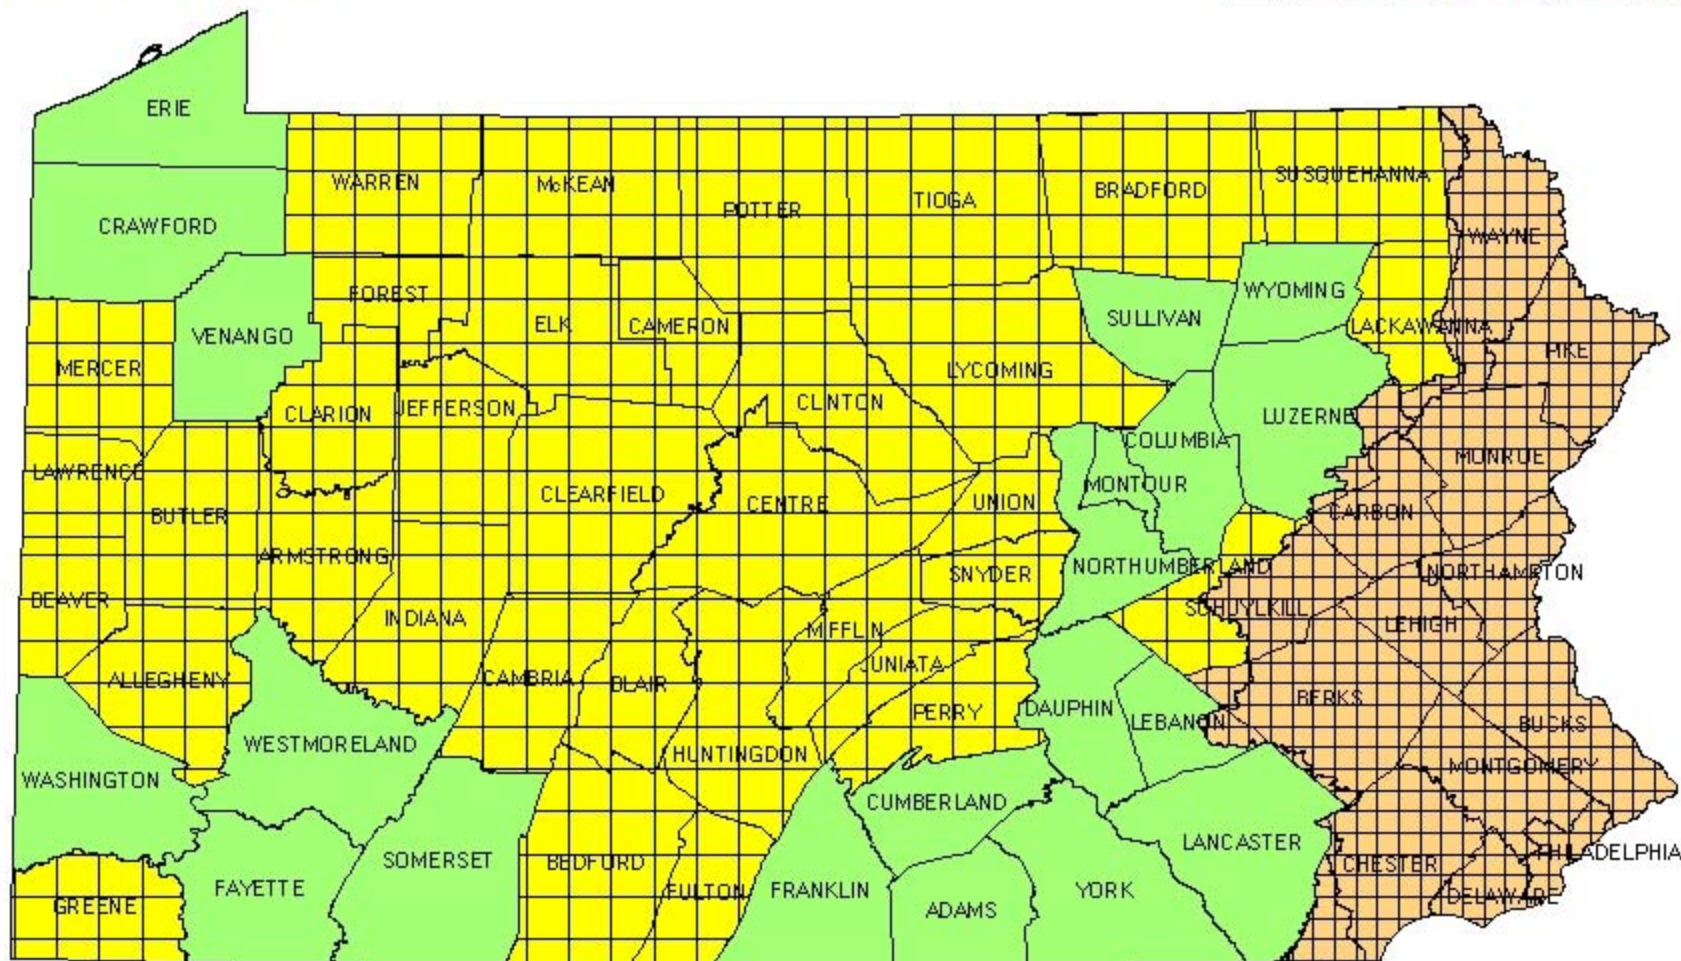 ERIE
WARREN
McKEAN
POTTER
TIOGA
BRADFORD
SUSQUEHANNA
CRAWFORD
WAYNE
FOREST
WYOMING
VENANGO
ELK
CAMERON
SULLIVAN
LACKAWANNA
MERCER
LYCOMING
PIKE
CLARION
JEFFERSON
CLINTON
LUZERNE
COLUMBIA
LAWRENCE
MONROE
CLEARFIELD
CENTRE
UNION
MONTOUR
BUTLER
CARBON
ARMSTRONG
SNYDER
NORTHUMBERLAND
NORTHAMPTON
BEAVER
INDIANA
MIFFLIN
SCHUYLKILL
LEHIGH
ALLEGHENY
CAMBRIA
BLAIR
JUNIATA
BERKS
PERRY
DAUPHIN
LEBANON
BUCKS
WESTMORELAND
HUNTINGDON
WASHINGTON
MONTGOMERY
CUMBERLAND
LANCASTER
SOMERSET
BEDFORD
CHESTER
PHILADELPHIA
FAYETTE
FULTON
FRANKLIN
YORK
GREENE
ADAMS
DELAWARE